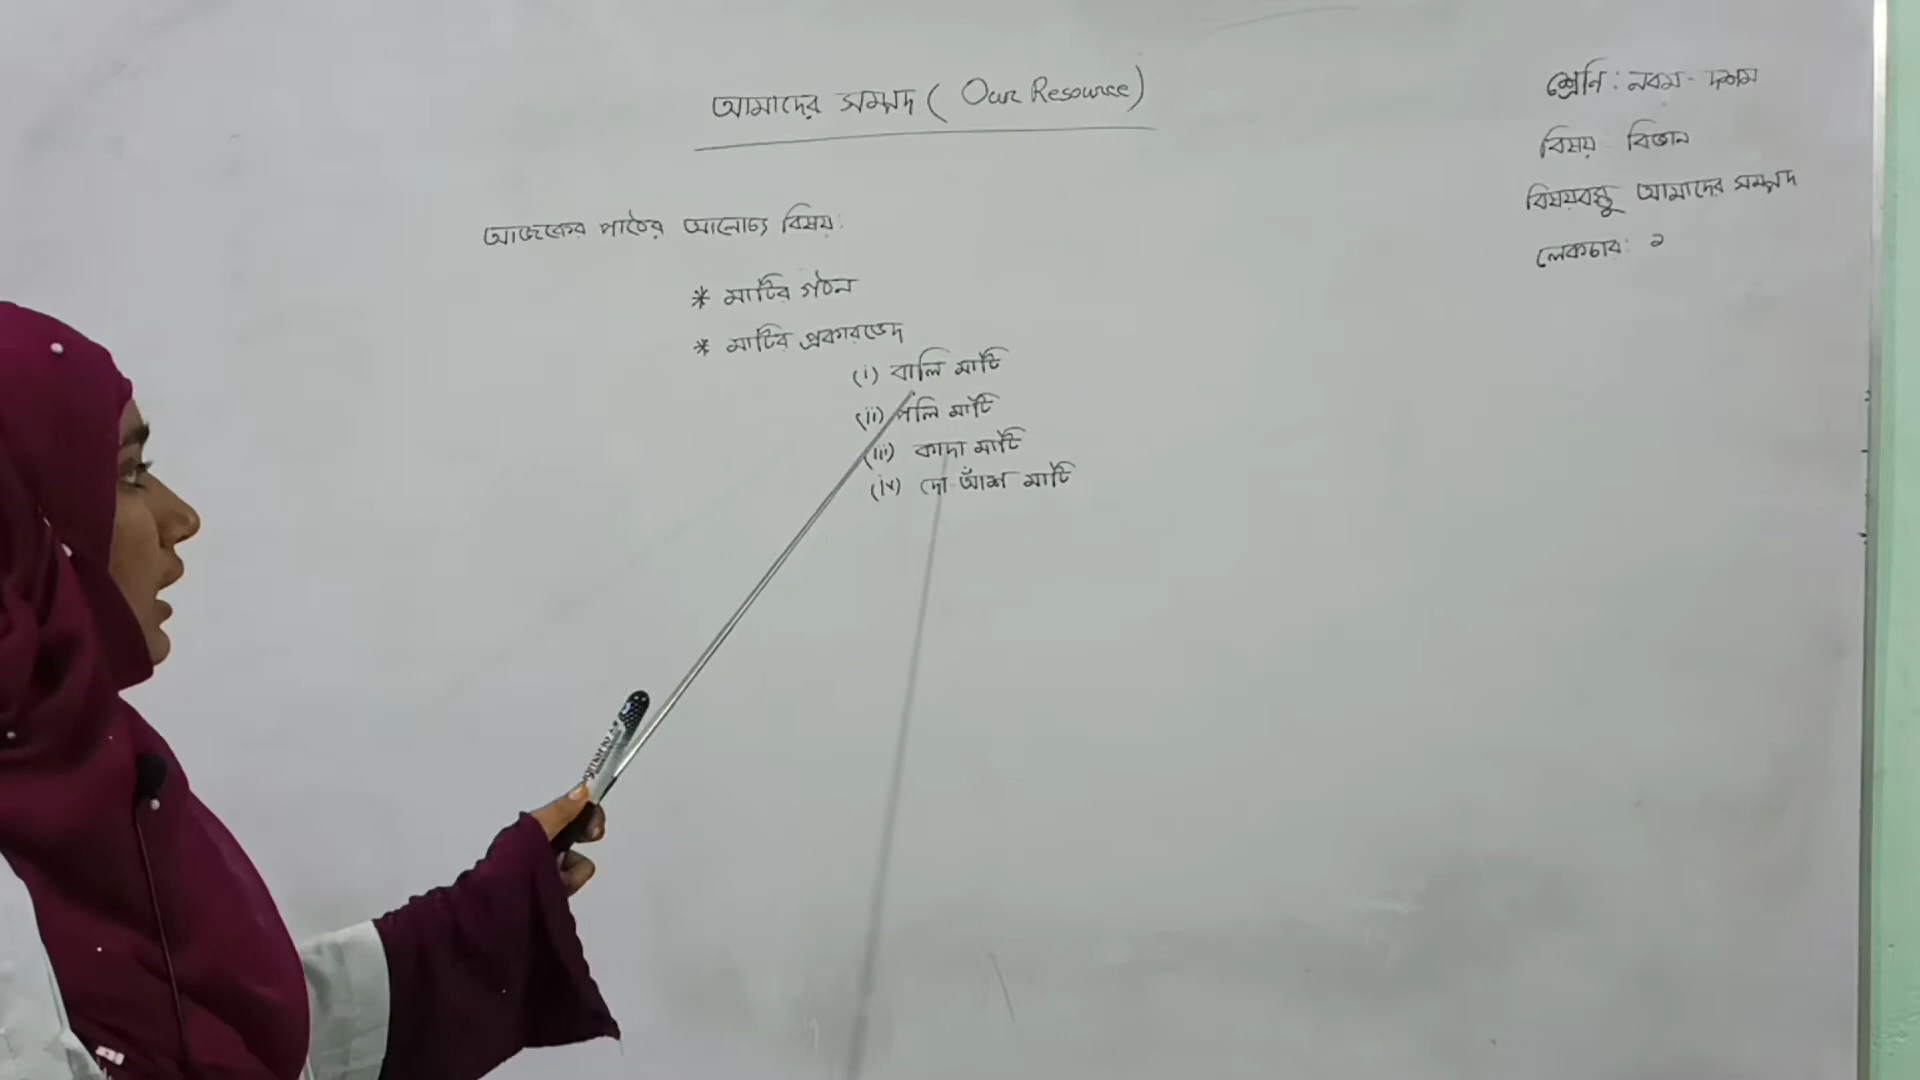 আমাদের সম্পদ ( Our Resource)
শ্রেণি : নবম - দশম
বিষয় : বিজ্ঞান
বিষয়বস্তু আমাদের সম্পদ
লেকচার: ১
আজকের পাঠের আলোচ্য বিষয়:
* মাটির গঠন
* মাটির প্রকারভেদ
(i) বালি মাটি
(ii) পলি মাটি
(iii) কাদা মাটি
(iv) দো-আঁশ মাটি